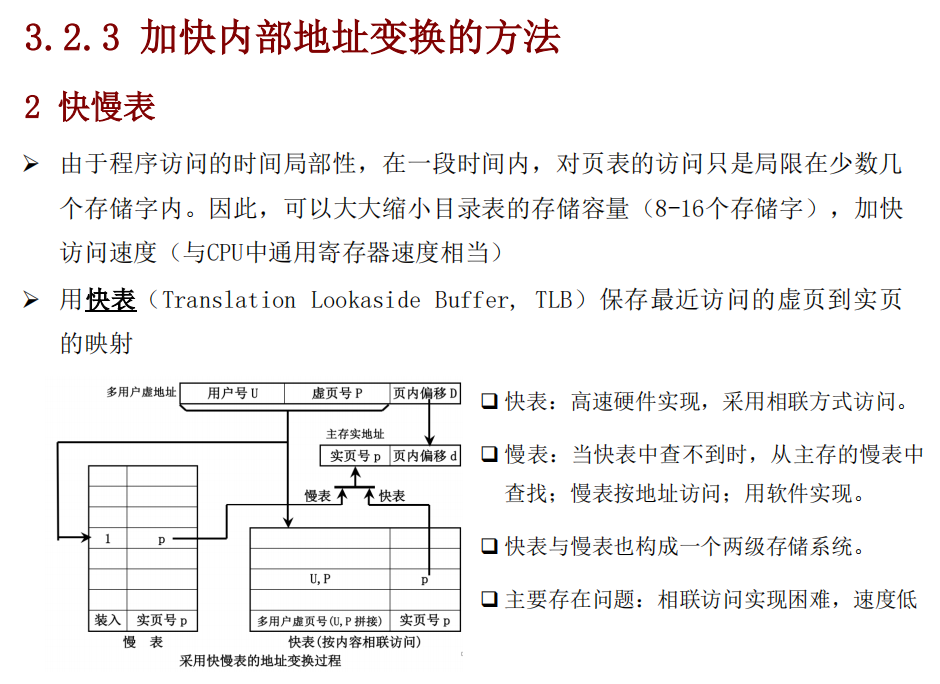 3.2.3 加快内部地址变换的方法
2 快慢表
➢ 由于程序访问的时间局部性，在一段时间内，对页表的访问只是局限在少数几
个存储字内。因此，可以大大缩小目录表的存储容量（8-16个存储字），加快
访问速度（与CPU中通用寄存器速度相当）
➢ 用快表（Translation Lookaside Buffer, TLB）保存最近访问的虚页到实页
的映射
多用户虚地址 用户号U 虚页号P 页内偏移D
主存实地址
实页号p 页内偏移d
慢表 快表
1 p
U,P p
装入 实页号p
多用户虚页号(U,P拼接) 实页号p
慢 表
快表(按内容相联访问)
采用快慢表的地址变换过程
❑ 快表：高速硬件实现，采用相联方式访问。
❑ 慢表：当快表中查不到时，从主存的慢表中
查找；慢表按地址访问；用软件实现。
❑ 快表与慢表也构成一个两级存储系统。
❑ 主要存在问题：相联访问实现困难，速度低